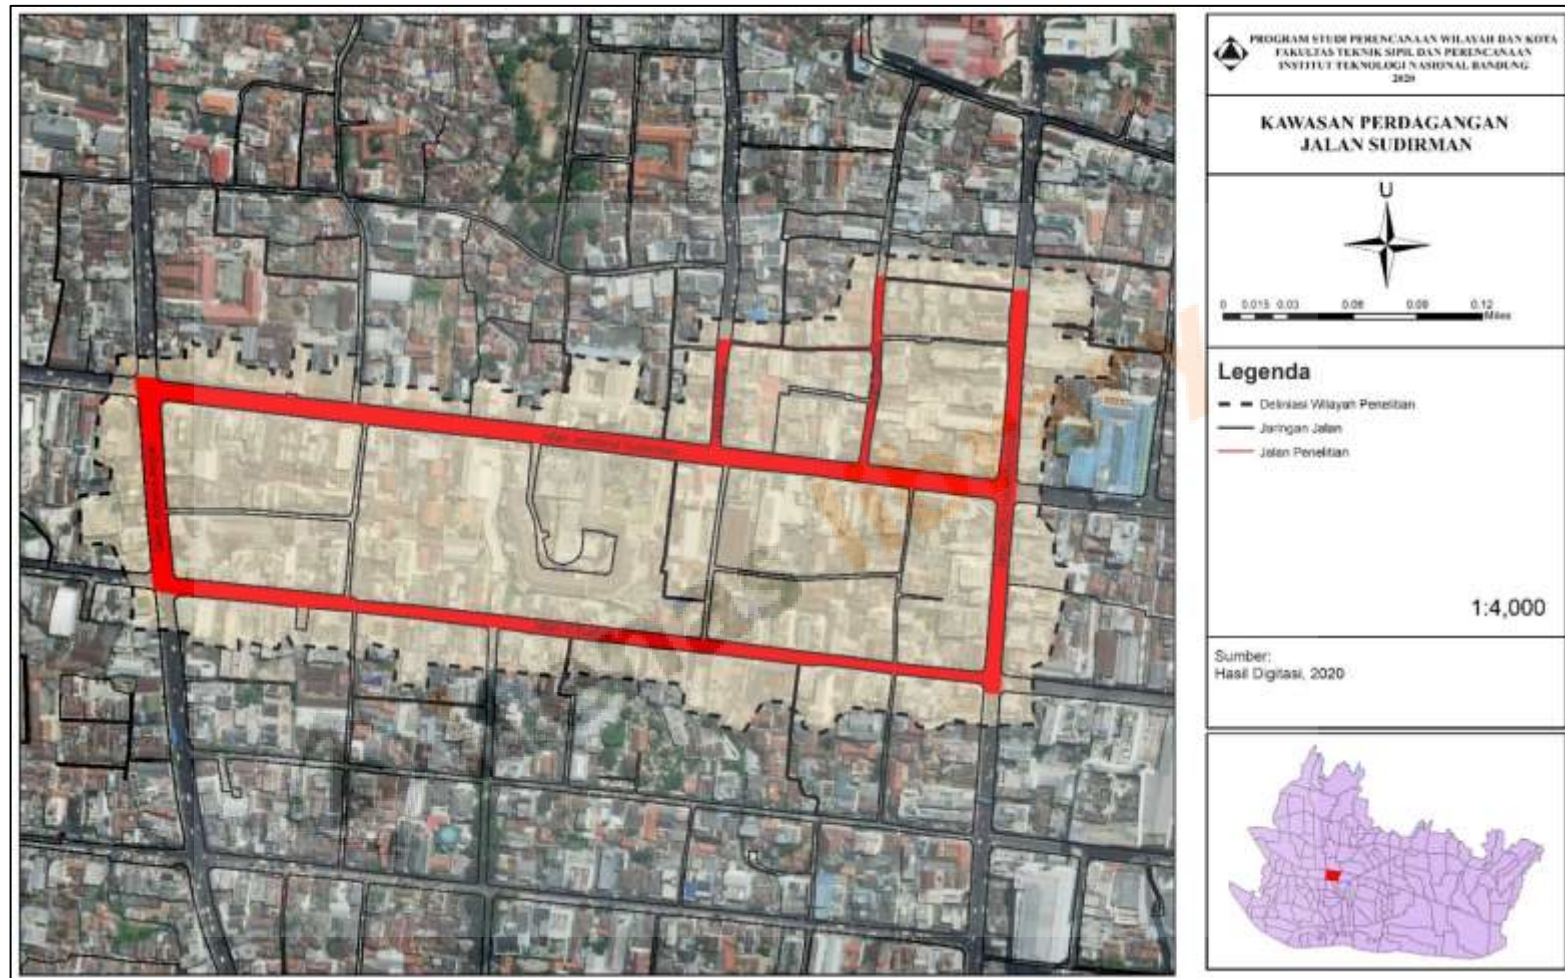 PROGRAM STUDI PERENCANAAN WILAYAH DAN KOTA
FAKULTAS TEKNIK SIPIL DAN PERENCANAAN
INSTITUT TEKNOLOGI NASIONAL BANDUNG
2020
KAWASAN PERDAGANGAN
JALAN SUDIRMAN
U
0 0.015 0.03 0.06 0.09 0.12
Miles
Legenda
Deliniasi Wilayah Penelitian
Jaringan Jalan
Jalan Penelitian
1:4,000
Sumber:
Hasil Digitasi, 2020